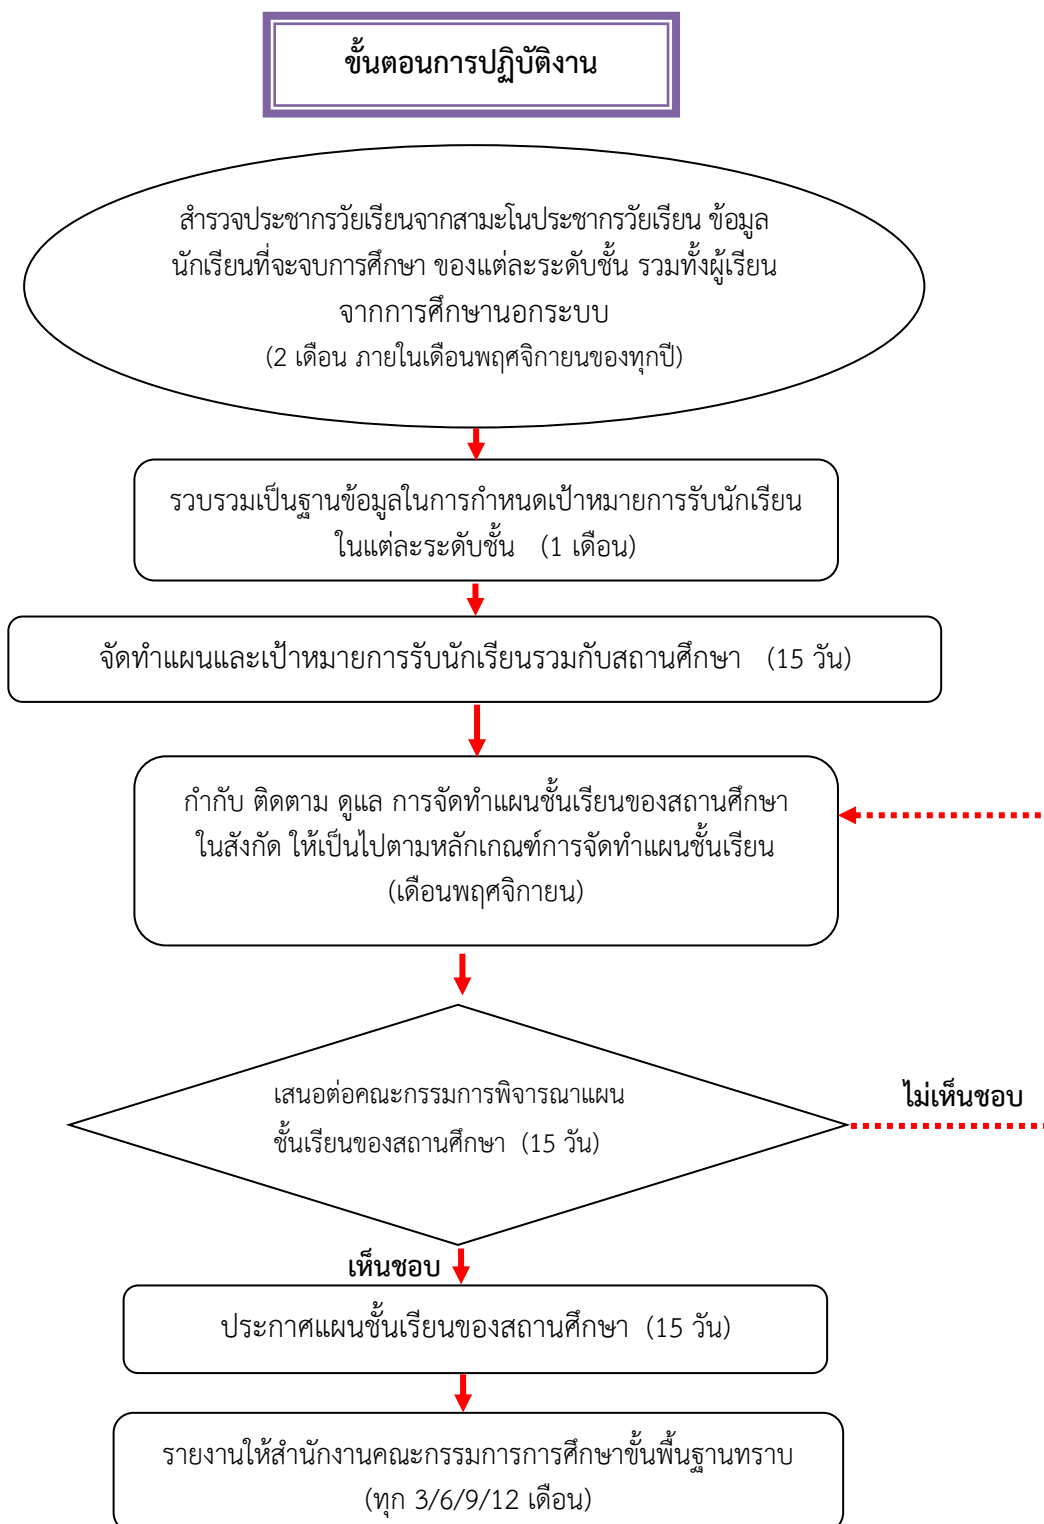 ขั้นตอนการปฏิบัติงาน
สำรวจประชากรวัยเรียนจากสามะโนประชากรวัยเรียน ข้อมูล
นักเรียนที่จะจบการศึกษา ของแต่ละระดับชั้น รวมทั้งผู้เรียน
จากการศึกษานอกระบบ
(2 เดือน ภายในเดือนพฤศจิกายนของทุกปี)
รวบรวมเป็นฐานข้อมูลในการกำหนดเป้าหมายการรับนักเรียน
ในแต่ละระดับชั้น (1 เดือน)
จัดทำแผนและเป้าหมายการรับนักเรียนรวมกับสถานศึกษา (15 วัน)
กำกับ ติดตาม ดูแล การจัดทำแผนชั้นเรียนของสถานศึกษา
ในสังกัด ให้เป็นไปตามหลักเกณฑ์การจัดทำแผนชั้นเรียน
(เดือนพฤศจิกายน)
เสนอต่อคณะกรรมการพิจารณาแผน
ชั้นเรียนของสถานศึกษา (15 วัน)
ไม่เห็นชอบ
เห็นชอบ
ประกาศแผนชั้นเรียนของสถานศึกษา (15 วัน)
รายงานให้สำนักงานคณะกรรมการการศึกษาขั้นพื้นฐานทราบ
(ทุก 3/6/9/12 เดือน)